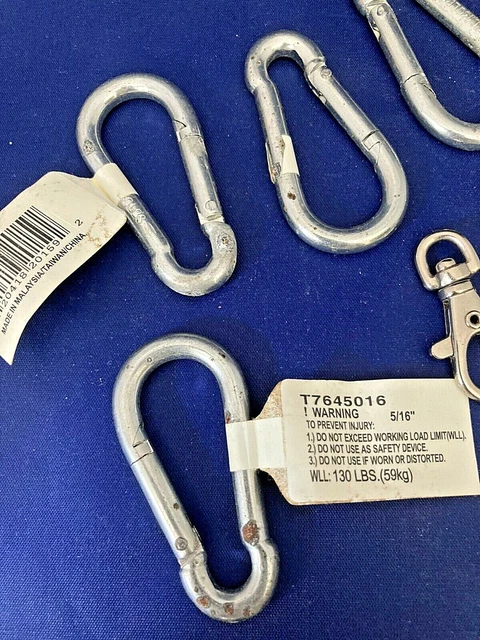 20418 20159 2
MADE IN MALAYSIA/TAIWAN/CHINA
T7645016
! WARNING 5/16"
TO PREVENT INJURY:
1.) DO NOT EXCEED WORKING LOAD LIMIT(WLL).
2.) DO NOT USE AS SAFETY DEVICE.
3.) DO NOT USE IF WORN OR DISTORTED.
WLL: 130 LBS.(59kg)